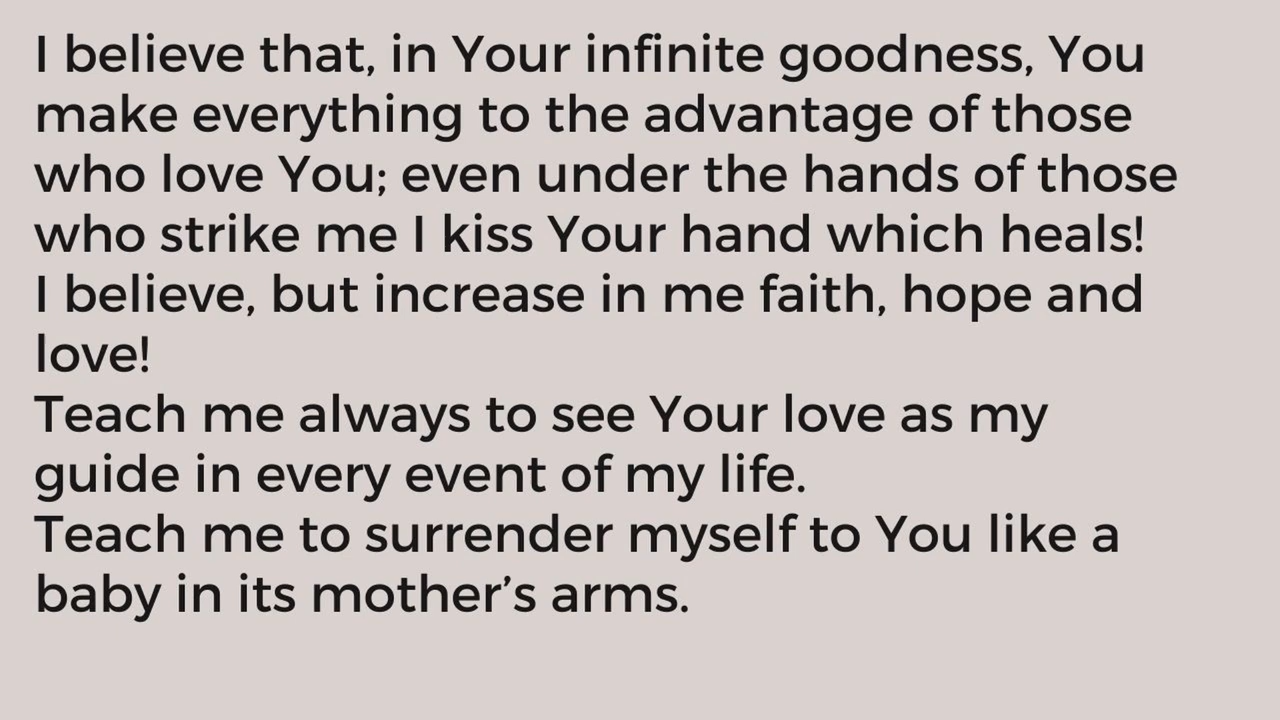 I believe that, in Your infinite goodness, You
make everything to the advantage of those
who love You; even under the hands of those
who strike me I kiss Your hand which heals!
I believe, but increase in me faith, hope and
love!
Teach me always to see Your love as my
guide in every event of my life.
Teach me to surrender myself to You like a
baby in its mother’s arms.